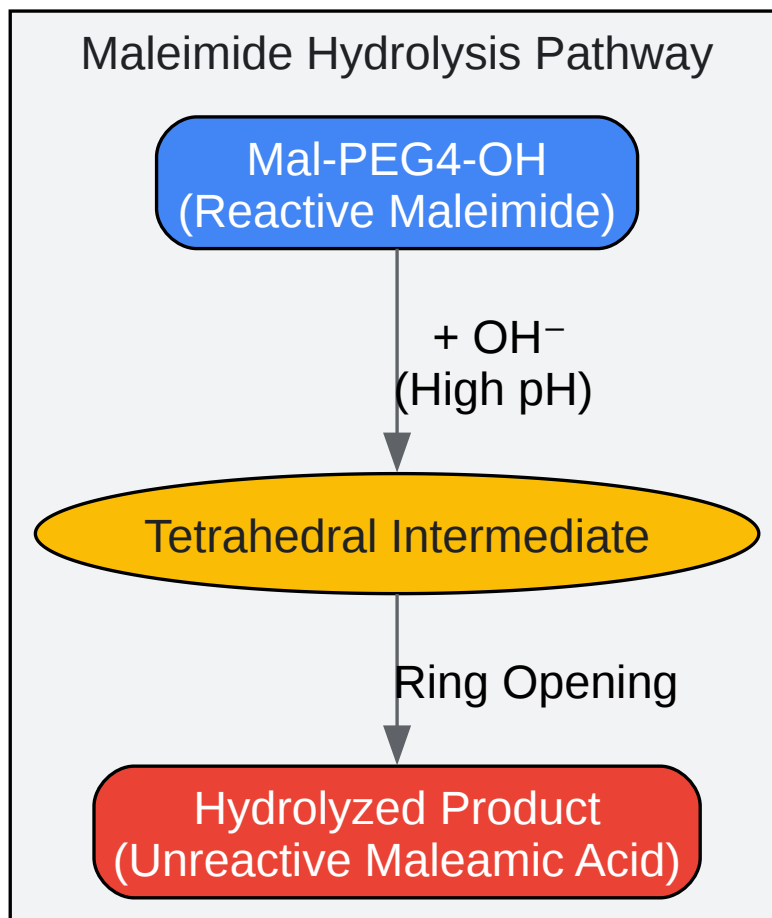 Maleimide Hydrolysis Pathway
Mal-PEG4-OH
(Reactive Maleimide)
+ OH⁻
(High pH)
Tetrahedral Intermediate
Ring Opening
Hydrolyzed Product
(Unreactive Maleamic Acid)